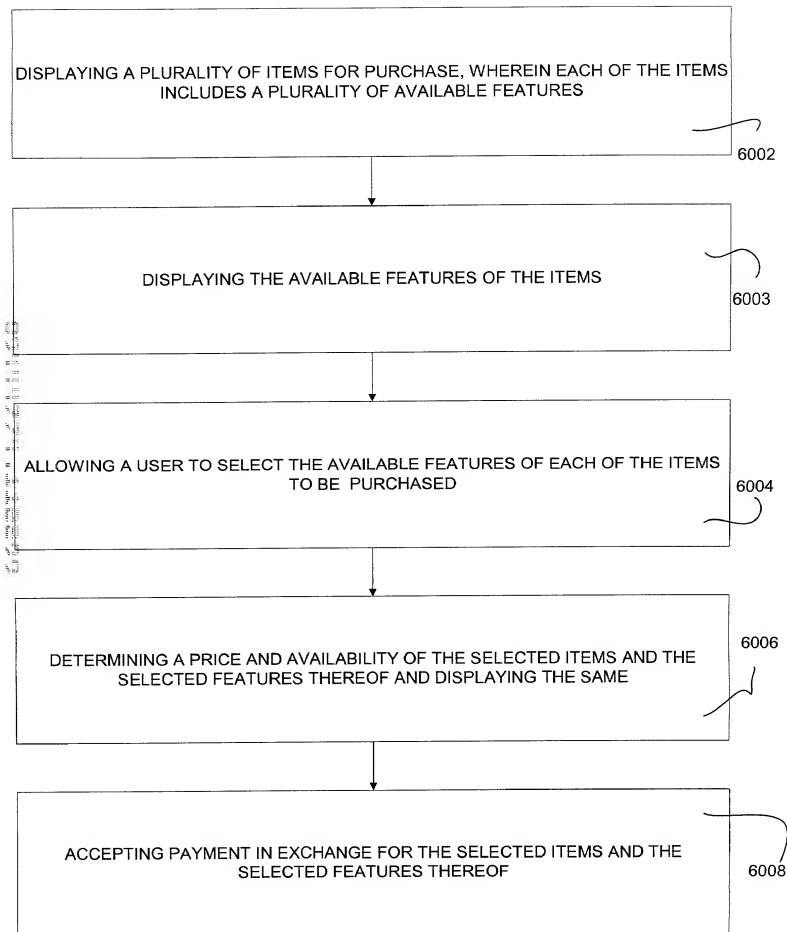 DISPLAYING A PLURALITY OF ITEMS FOR PURCHASE, WHEREIN EACH OF THE ITEMS
INCLUDES A PLURALITY OF AVAILABLE FEATURES
6002
DISPLAYING THE AVAILABLE FEATURES OF THE ITEMS
6003
ALLOWING A USER TO SELECT THE AVAILABLE FEATURES OF EACH OF THE ITEMS
TO BE PURCHASED
6004
DETERMINING A PRICE AND AVAILABILITY OF THE SELECTED ITEMS AND THE
SELECTED FEATURES THEREOF AND DISPLAYING THE SAME
6006
ACCEPTING PAYMENT IN EXCHANGE FOR THE SELECTED ITEMS AND THE
SELECTED FEATURES THEREOF
6008